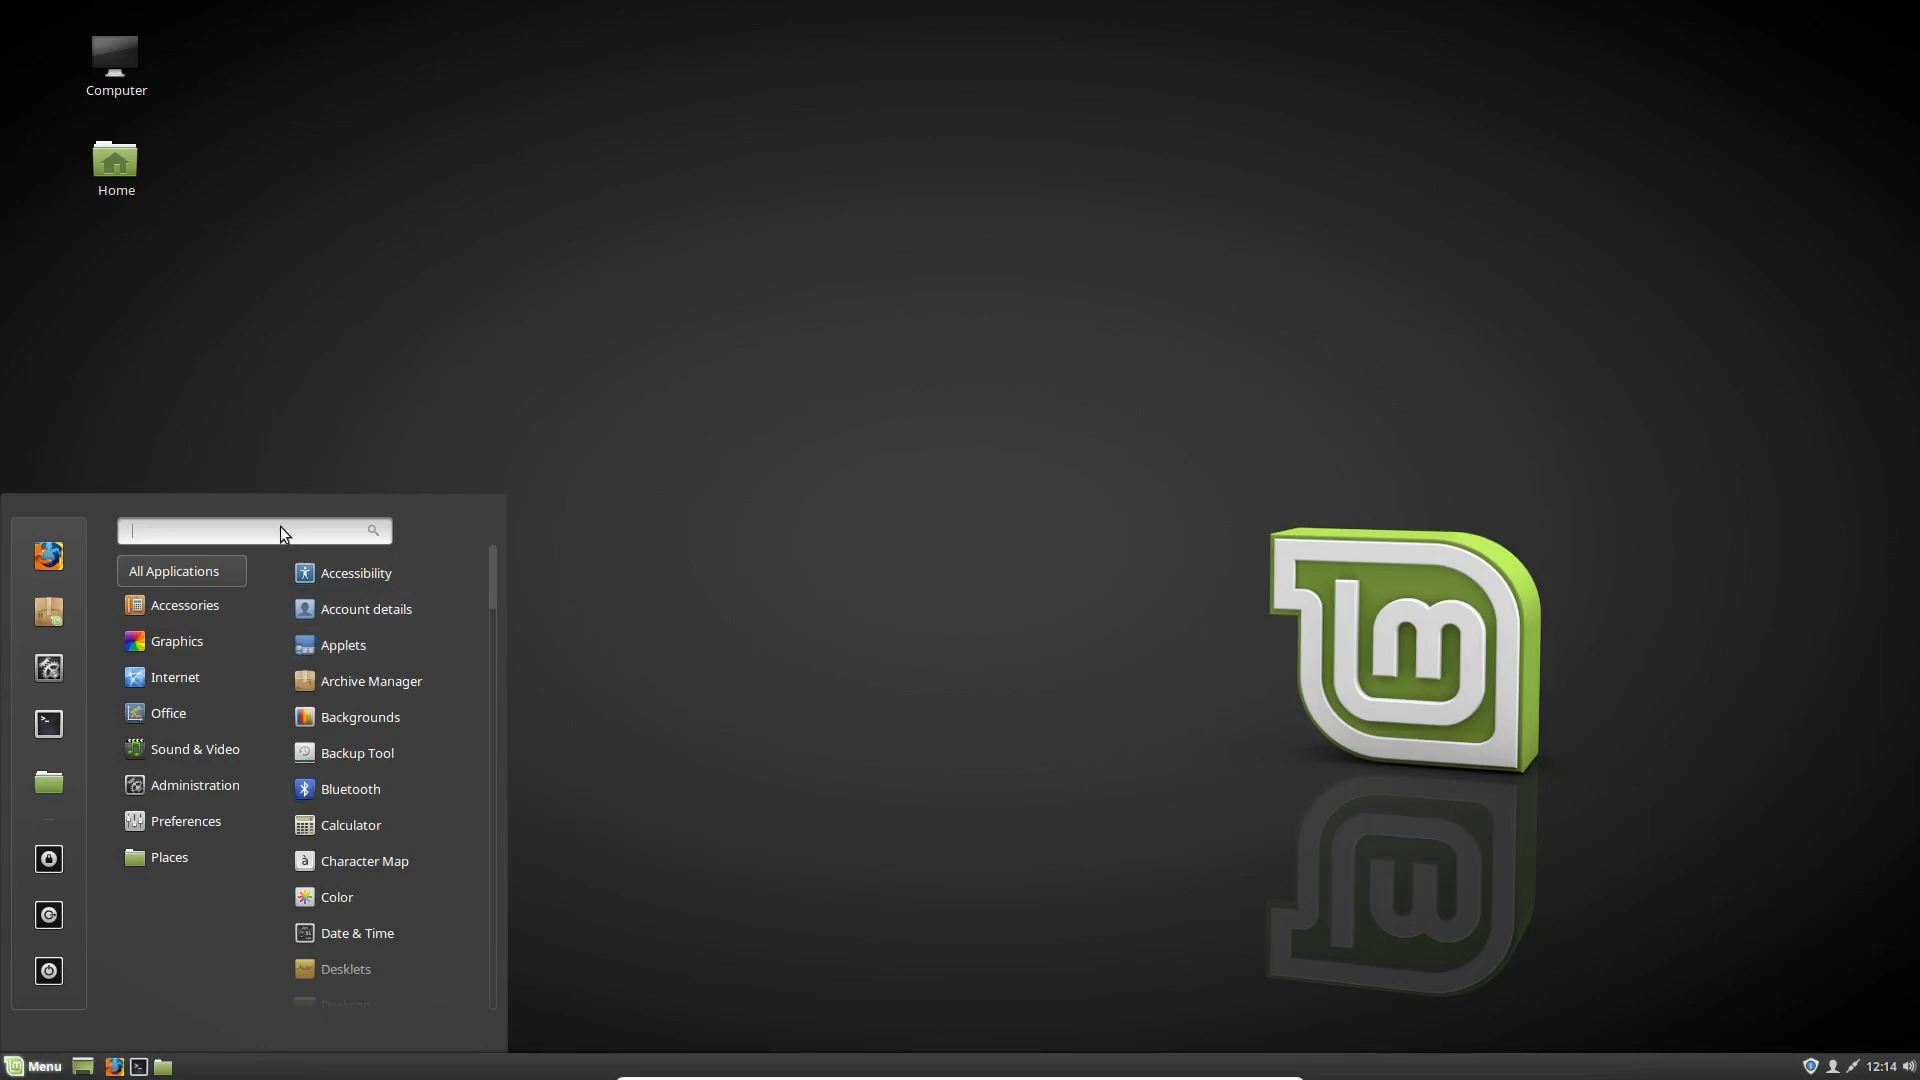 Computer
Home
All Applications
Accessories
Graphics
Internet
Office
Sound & Video
Administration
Preferences
Places
Accessibility
Account details
Applets
Archive Manager
Backgrounds
Backup Tool
Bluetooth
Calculator
Character Map
Color
Date & Time
Desklets
Desktop
Menu
12:14